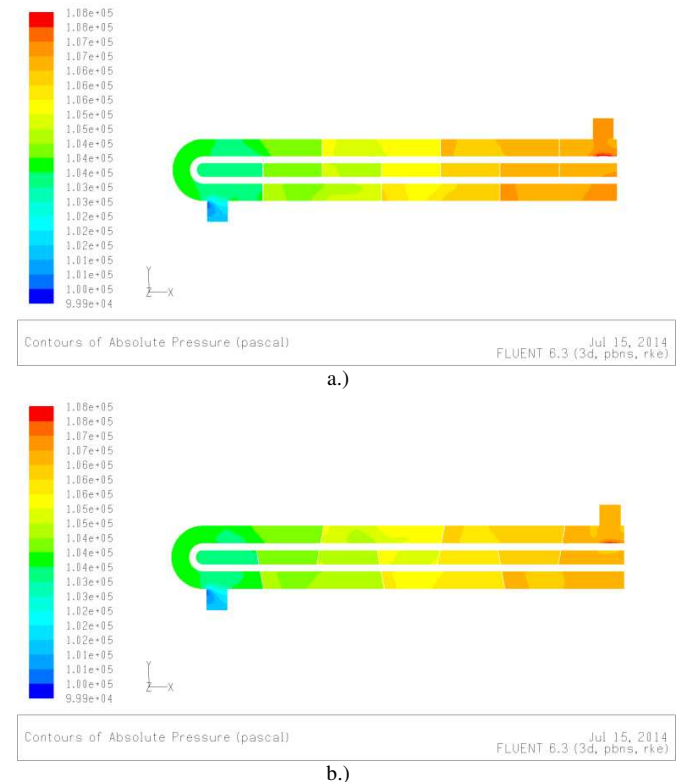 1.08e+05
1.08e+05
1.07e+05
1.07e+05
1.06e+05
1.06e+05
1.06e+05
1.05e+05
1.05e+05
1.04e+05
1.04e+05
1.04e+05
1.03e+05
1.03e+05
1.02e+05
1.02e+05
1.02e+05
1.01e+05
1.01e+05
1.00e+05
9.99e+04
Y
Z X
Contours of Absolute Pressure (pascal)
Jul 15, 2014
FLUENT 6.3 (3d, pbns, rke)
a.)
1.08e+05
1.08e+05
1.07e+05
1.07e+05
1.06e+05
1.06e+05
1.06e+05
1.05e+05
1.05e+05
1.04e+05
1.04e+05
1.04e+05
1.03e+05
1.03e+05
1.02e+05
1.02e+05
1.02e+05
1.01e+05
1.01e+05
1.00e+05
9.99e+04
Y
Z X
Contours of Absolute Pressure (pascal)
Jul 15, 2014
FLUENT 6.3 (3d, pbns, rke)
b.)